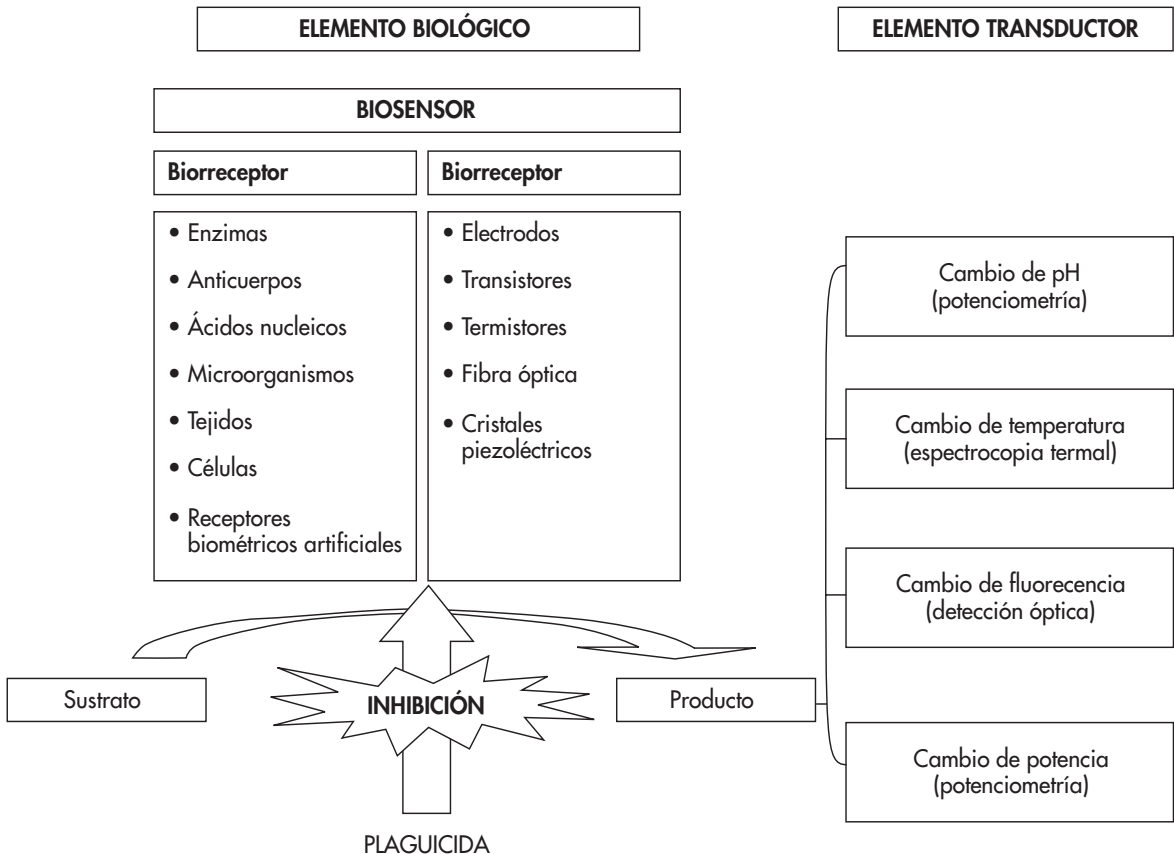 ELEMENTO BIOLÓGICO
ELEMENTO TRANSDUCTOR
BIOSENSOR
Biorreceptor
• Enzimas
• Anticuerpos
• Ácidos nucleicos
• Microorganismos
• Tejidos
• Células
• Receptores
biométricos artificiales
Biorreceptor
• Electrodos
• Transistores
• Termistores
• Fibra óptica
• Cristales
piezoléctricos
Sustrato
INHIBICIÓN
Producto
PLAGUICIDA
Cambio de pH
(potenciometría)
Cambio de temperatura
(espectrocopia termal)
Cambio de fluorecencia
(detección óptica)
Cambio de potencia
(potenciometría)